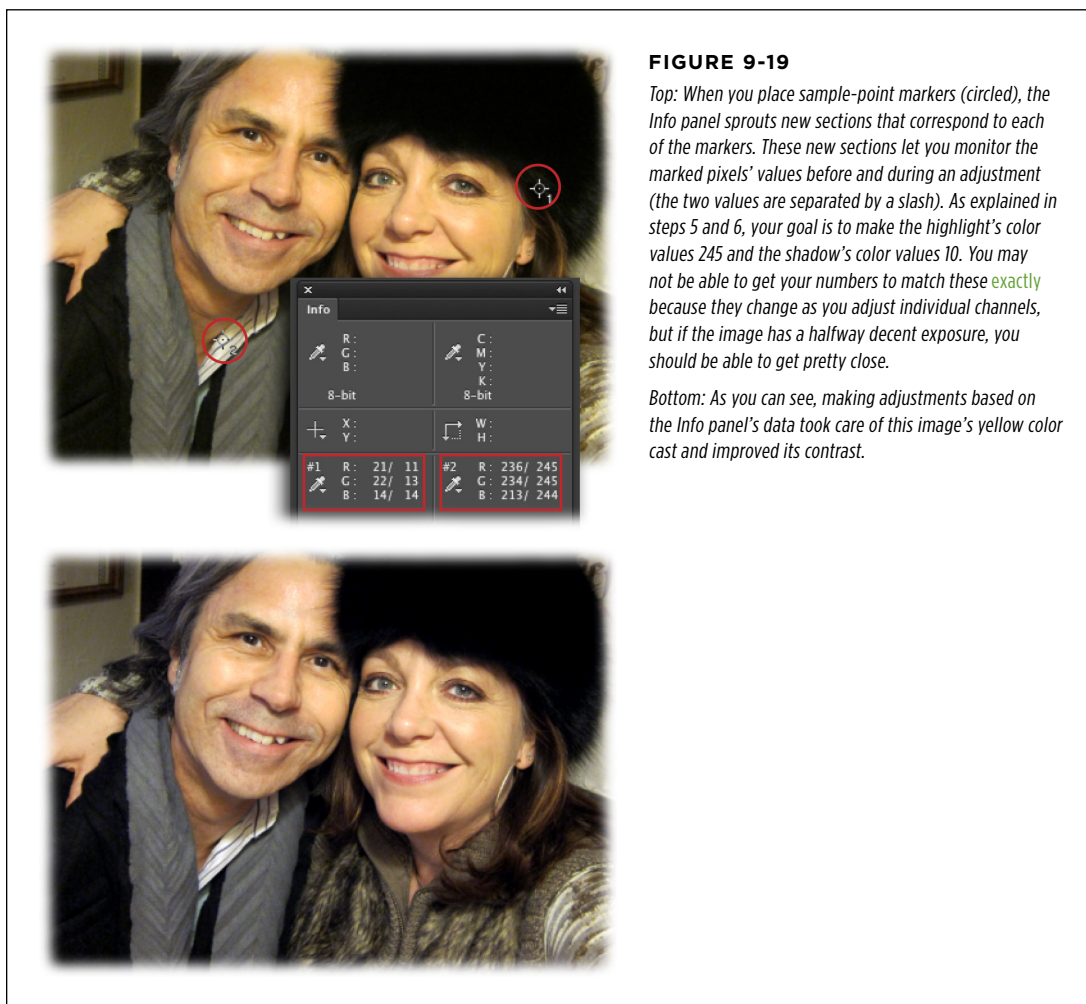 FIGURE 9-19
Top: When you place sample-point markers (circled), the
Info panel sprouts new sections that correspond to each
of the markers. These new sections let you monitor the
marked pixels' values before and during an adjustment
(the two values are separated by a slash). As explained in
steps 5 and 6, your goal is to make the highlight's color
values 245 and the shadow's color values 10. You may
not be able to get your numbers to match these exactly
because they change as you adjust individual channels,
but if the image has a halfway decent exposure, you
should be able to get pretty close.
Bottom: As you can see, making adjustments based on
the Info panel's data took care of this image's yellow color
cast and improved its contrast.
1
2
Info
R:
G:
B:
8-bit
C:
M:
Y:
K:
8-bit
X:
Y:
W:
H:
#1 R: 21/ 11
G: 22/ 13
B: 14/ 14
#2 R: 236/ 245
G: 234/ 245
B: 213/ 244